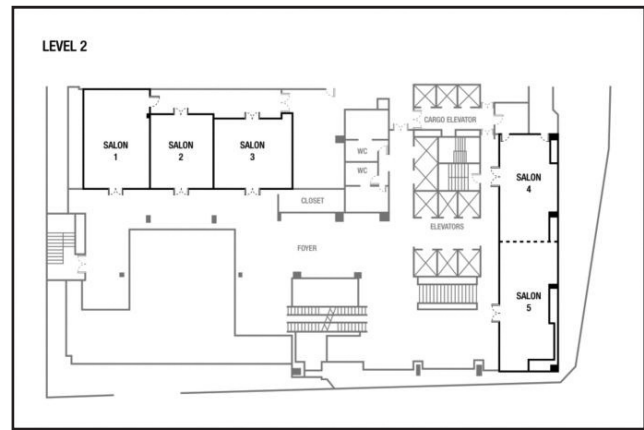 LEVEL 2
SALON
1
SALON
2
SALON
3
WC
WC
CLOSET
CARGO ELEVATOR
ELEVATORS
FOYER
SALON
4
SALON
5